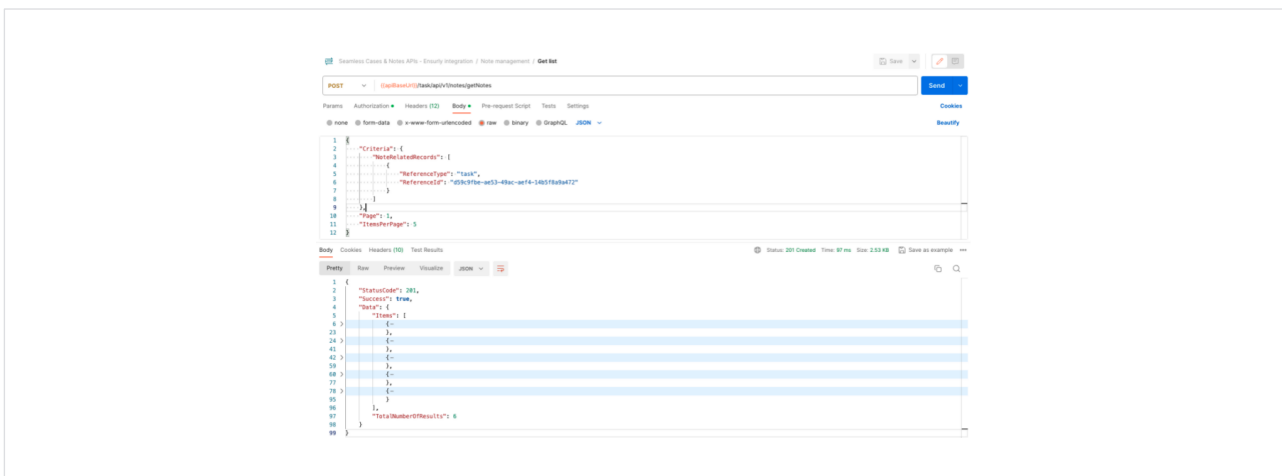 Seamless Cases & Notes APIs - Ensuity Integration / Note management / Get list
Save
POST {{apiBaseUrl}}/task/api/v1/notes/getNotes Send
Params Authorization Headers (12) Body Pre-request Script Tests Settings Cookies
none form-data x-www-form-urlencoded raw binary GraphQL JSON Beautify
1 {
2 "Criteria": {
3 "NoteRelatedRecords": [
4 {
5 "ReferenceType": "task",
6 "ReferenceId": "d59c9fbe-ae53-49ac-aef4-14b5f8a9a472"
7 }
8 ]
9 },
10 "Page": 1,
11 "ItemsPerPage": 5
12 }
Body Cookies Headers (10) Test Results Status: 201 Created Time: 97 ms Size: 2.53 KB Save as example
Pretty Raw Preview Visualize JSON
1 {
2 "StatusCode": 201,
3 "Success": true,
4 "Data": {
5 "Items": [
6 {
23 },
24 {
41 },
42 {
59 },
60 {
77 },
78 {
95 }
96 ],
97 "TotalNumberOfResults": 6
98 }
99 }